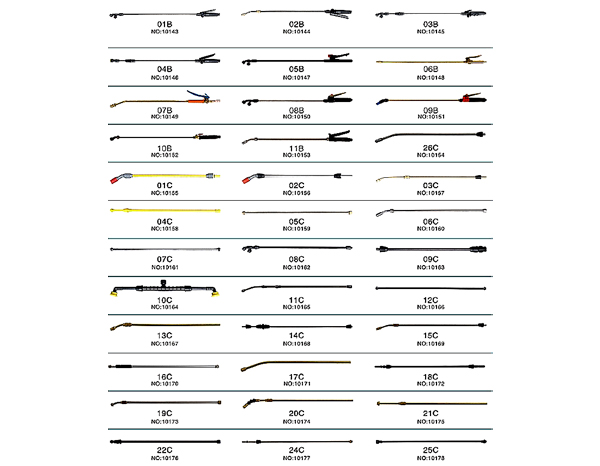 01B 02B 03B
NO:10143 NO:10144 NO:10145
04B 05B 06B
NO:10146 NO:10147 NO:10148
07B 08B 09B
NO:10149 NO:10150 NO:10151
10B 11B 26C
NO:10152 NO:10153 NO:10154
01C 02C 03C
NO:10155 NO:10156 NO:10157
04C 05C 06C
NO:10158 NO:10159 NO:10160
07C 08C 09C
NO:10161 NO:10162 NO:10163
10C 11C 12C
NO:10164 NO:10165 NO:10166
13C 14C 15C
NO:10167 NO:10168 NO:10169
16C 17C 18C
NO:10170 NO:10171 NO:10172
19C 20C 21C
NO:10173 NO:10174 NO:10175
22C 24C 25C
NO:10176 NO:10177 NO:10178